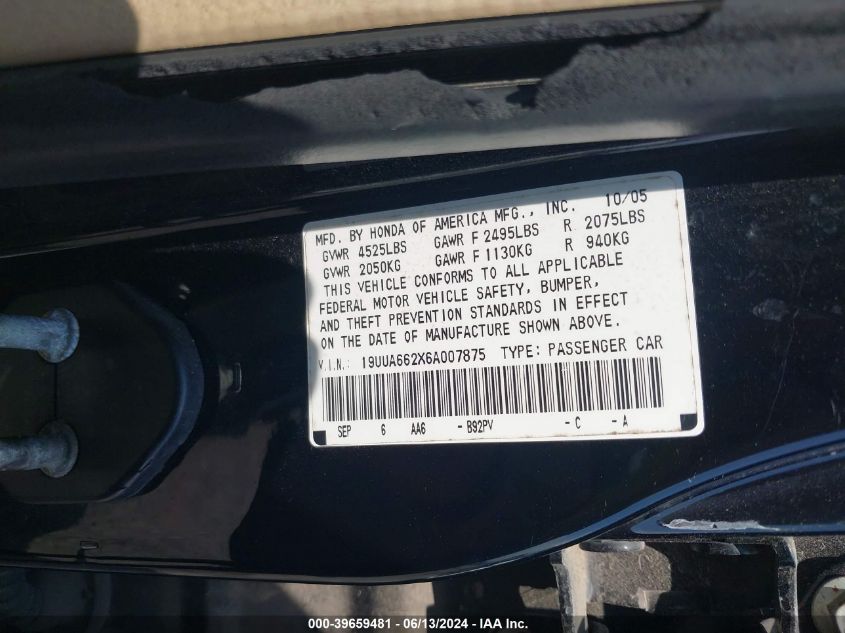 MFD. BY HONDA OF AMERICA MFG., INC. 10/05
GVWR 4525LBS GAWR F 2495LBS R 2075LBS
GVWR 2050KG GAWR F 1130KG R 940KG
THIS VEHICLE CONFORMS TO ALL APPLICABLE
FEDERAL MOTOR VEHICLE SAFETY, BUMPER,
AND THEFT PREVENTION STANDARDS IN EFFECT
ON THE DATE OF MANUFACTURE SHOWN ABOVE.
V.I.N.: 19UUA662X6A007875 TYPE: PASSENGER CAR
SEP 6 AA6 - B92PV - C - A
000-39659481 - 06/13/2024 - IAA Inc.